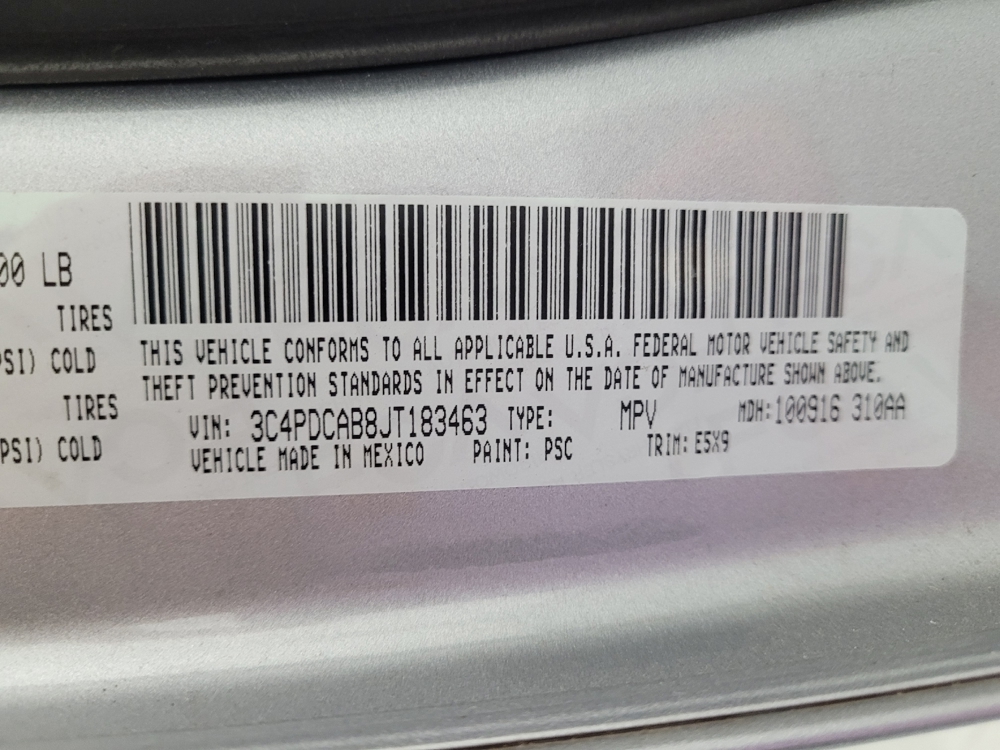 00 LB
TIRES
PSI) COLD
TIRES
PSI) COLD
THIS VEHICLE CONFORMS TO ALL APPLICABLE U.S.A. FEDERAL MOTOR VEHICLE SAFETY AND
THEFT PREVENTION STANDARDS IN EFFECT ON THE DATE OF MANUFACTURE SHOWN ABOVE.
VIN: 3C4PDCAB8JT183463 TYPE: MPV MDH:100916 310AA
VEHICLE MADE IN MEXICO PAINT: PSC TRIM: E5X9